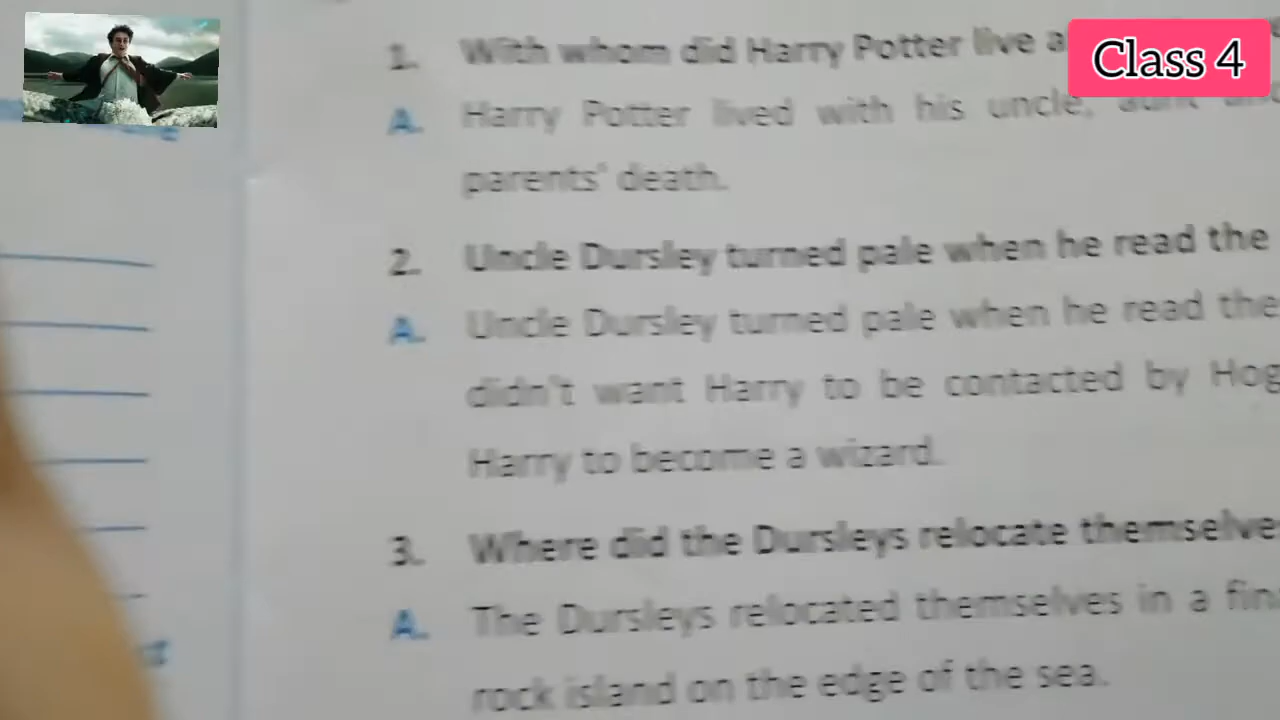 1. With whom did Harry Potter live
Class 4
A. Harry Potter lived with his uncle, aunt
parents' death.
2. Uncle Dursley turned pale when he read the
A. Uncle Dursley turned pale when he read the
didn't want Harry to be contacted by Hog
Harry to become a wizard.
3. Where did the Dursleys relocate themselve
A. The Dursleys relocated themselves in a
rock island on the edge of the sea.